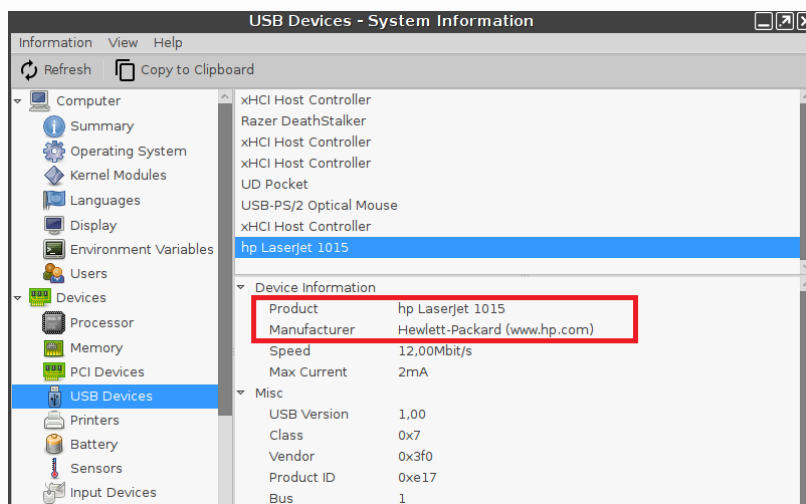 USB Devices - System Information
Information View Help
Refresh Copy to Clipboard
Computer
Summary
Operating System
Kernel Modules
Languages
Display
Environment Variables
Users
Devices
Processor
Memory
PCI Devices
USB Devices
Printers
Battery
Sensors
Input Devices
xHCI Host Controller
Razer DeathStalker
xHCI Host Controller
xHCI Host Controller
UD Pocket
USB-PS/2 Optical Mouse
xHCI Host Controller
hp LaserJet 1015
Device Information
Product hp LaserJet 1015
Manufacturer Hewlett-Packard (www.hp.com)
Speed 12,00Mbit/s
Max Current 2mA
Misc
USB Version 1,00
Class 0x7
Vendor 0x3f0
Product ID 0xe17
Bus 1